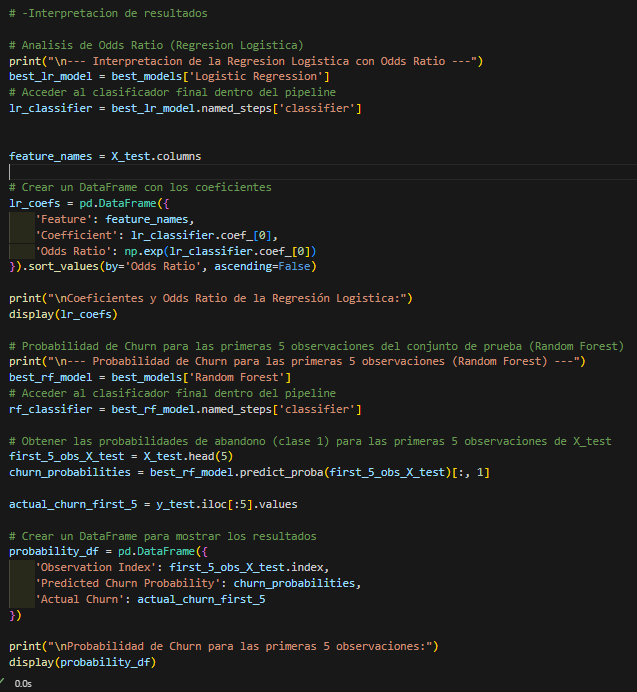 # -Interpretacion de resultados
# Analisis de Odds Ratio (Regresion Logistica)
print("\n--- Interpretacion de la Regresion Logistica con Odds Ratio ---")
best_lr_model = best_models['Logistic Regression']
# Acceder al clasificador final dentro del pipeline
lr_classifier = best_lr_model.named_steps['classifier']
feature_names = X_test.columns
# Crear un DataFrame con los coeficientes
lr_coefs = pd.DataFrame({
    'Feature': feature_names,
    'Coefficient': lr_classifier.coef_[0],
    'Odds Ratio': np.exp(lr_classifier.coef_[0])
}).sort_values(by='Odds Ratio', ascending=False)
print("\nCoeficientes y Odds Ratio de la Regresión Logistica:")
display(lr_coefs)
# Probabilidad de Churn para las primeras 5 observaciones del conjunto de prueba (Random Forest)
print("\n--- Probabilidad de Churn para las primeras 5 observaciones (Random Forest) ---")
best_rf_model = best_models['Random Forest']
# Acceder al clasificador final dentro del pipeline
rf_classifier = best_rf_model.named_steps['classifier']
# Obtener las probabilidades de abandono (clase 1) para las primeras 5 observaciones de X_test
first_5_obs_X_test = X_test.head(5)
churn_probabilities = best_rf_model.predict_proba(first_5_obs_X_test)[:, 1]
actual_churn_first_5 = y_test.iloc[:5].values
# Crear un DataFrame para mostrar los resultados
probability_df = pd.DataFrame({
    'Observation Index': first_5_obs_X_test.index,
    'Predicted Churn Probability': churn_probabilities,
    'Actual Churn': actual_churn_first_5
})
print("\nProbabilidad de Churn para las primeras 5 observaciones:")
display(probability_df)
0.0s